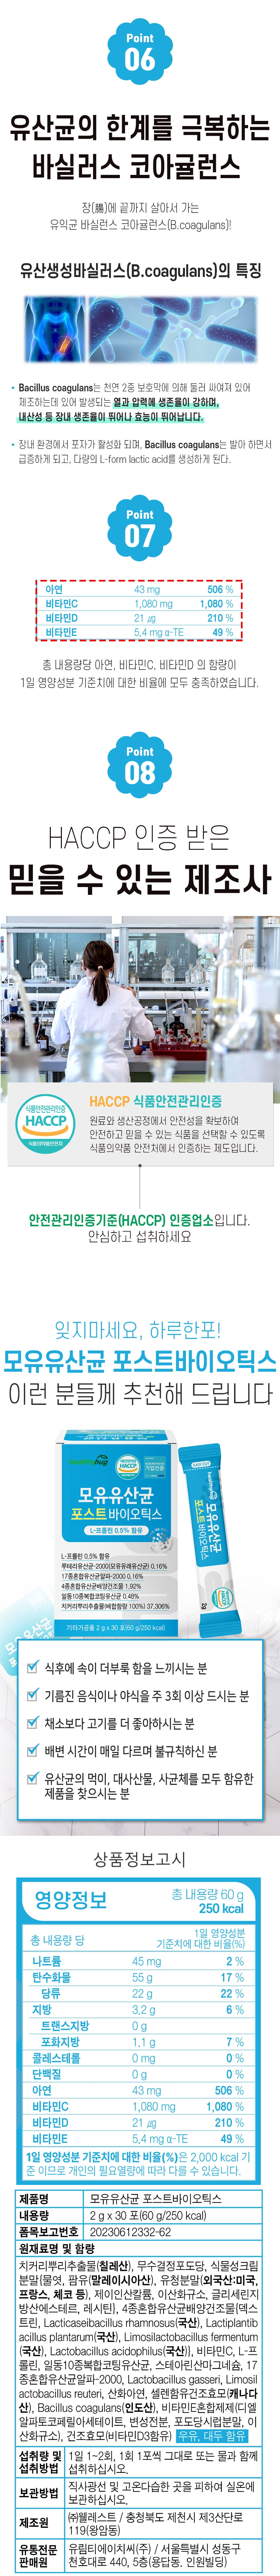 Point
06
유산균의 한계를 극복하는
바실러스 코아귤런스
장(腸)에 끝까지 살아서 가는
유익균 바실런스 코아귤런스(B.coagulans)!
유산생성바실러스(B.coagulans)의 특징
• Bacillus coagulans는 천연 2중 보호막에 의해 둘러 싸여져 있어
제조하는데 있어 발생되는 열과 압력에 생존율이 강하며,
내산성 등 장내 생존율이 뛰어나 효능이 뛰어납니다.
• 장내 환경에서 포자가 활성화 되며, Bacillus coagulans는 발아 하면서
급증하게 되고, 다량의 L-form lactic acid를 생성하게 된다.
Point
07
아연 43 mg 506 %
비타민C 1,080 mg 1,080 %
비타민D 21 ㎍ 210 %
비타민E 5.4 mg α-TE 49 %
총 내용량당 아연, 비타민C, 비타민D 의 함량이
1일 영양성분 기준치에 대한 비율에 모두 충족하였습니다.
Point
08
HACCP 인증 받은
믿을 수 있는 제조사
식품안전관리인증
HACCP
식품의약품안전처
HACCP 식품안전관리인증
원료와 생산공정에서 안전성을 확보하여
안전하고 믿을 수 있는 식품을 선택할 수 있도록
식품의약품 안전처에서 인증하는 제도입니다.
안전관리인증기준(HACCP) 인증업소입니다.
안심하고 섭취하세요
잊지마세요, 하루한포!
모유유산균 포스트바이오틱스
이런 분들께 추천해 드립니다
HACCP
모유유산균
포스트바이오틱스
L-프롤린 0.5% 함유
L-프롤린 0.5% 함유
루테리유산균-2000(모유유래유산균) 0.16%
17종혼합유산균알파-2000 0.16%
4종혼합유산균배양건조물 1.92%
일동10종복합코팅유산균 0.48%
치커리뿌리추출물(배합함량 100%) 37.306%
기타가공품 2 g x 30 포(60 g/250 kcal)
모유유산균
포스트바이오틱스
식후에 속이 더부룩 함을 느끼시는 분
기름진 음식이나 야식을 주 3회 이상 드시는 분
채소보다 고기를 더 좋아하시는 분
배변 시간이 매일 다르며 불규칙하신 분
유산균의 먹이, 대사산물, 사균체를 모두 함유한
제품을 찾으시는 분
상품정보고시
영양정보
총 내용량 60 g
250 kcal
총 내용량 당
1일 영양성분
기준치에 대한 비율(%)
나트륨 45 mg 2 %
탄수화물 55 g 17 %
당류 22 g 22 %
지방 3.2 g 6 %
트랜스지방 0 g
포화지방 1.1 g 7 %
콜레스테롤 0 mg 0 %
단백질 0 g 0 %
아연 43 mg 506 %
비타민C 1,080 mg 1,080 %
비타민D 21 ㎍ 210 %
비타민E 5.4 mg α-TE 49 %
1일 영양성분 기준치에 대한 비율(%)은 2,000 kcal 기
준 이므로 개인의 필요열량에 따라 다를 수 있습니다.
제품명 모유유산균 포스트바이오틱스
내용량 2 g x 30 포(60 g/250 kcal)
품목보고번호 20230612332-62
원재료명 및 함량
치커리뿌리추출물(칠레산), 무수결정포도당, 식물성크림
분말(물엿, 팜유(말레이시아산), 유청분말(외국산:미국,
프랑스, 체코 등), 제이인산칼륨, 이산화규소, 글리세린지
방산에스테르, 레시틴), 4종혼합유산균배양건조물(덱스
트린, Lacticaseibacillus rhamnosus(국산), Lactiplantib
acillus plantarum(국산), Limosilactobacillus fermentum
(국산), Lactobacillus acidophilus(국산)), 비타민C, L-프
롤린, 일동10종복합코팅유산균, 스테아린산마그네슘, 17
종혼합유산균알파-2000, Lactobacillus gasseri, Limosil
actobacillus reuteri, 산화아연, 셀렌함유건조효모(캐나다
산), Bacillus coagulans(인도산), 비타민E혼합제제(디엘
알파토코페릴아세테이트, 변성전분, 포도당시럽분말, 이
산화규소), 건조효모(비타민D3함유) 우유, 대두 함유
섭취량 및 1일 1~2회, 1회 1포씩 그대로 또는 물과 함께
섭취방법 섭취하십시오.
보관방법 직사광선 및 고온다습한 곳을 피하여 실온에
보관하십시오.
제조원 ㈜웰레스트 / 충청북도 제천시 제3산단로
119(왕암동)
유통전문 유림티에이치씨(주) / 서울특별시 성동구
판매원 천호대로 440, 5층(용답동, 인원빌딩)